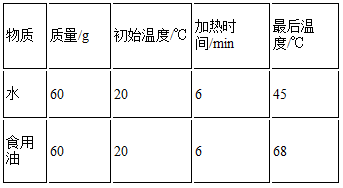 物质 质量/g 初始温度/℃ 加热时间/min 最后温度/℃
水 60 20 6 45
食用油 60 20 6 68